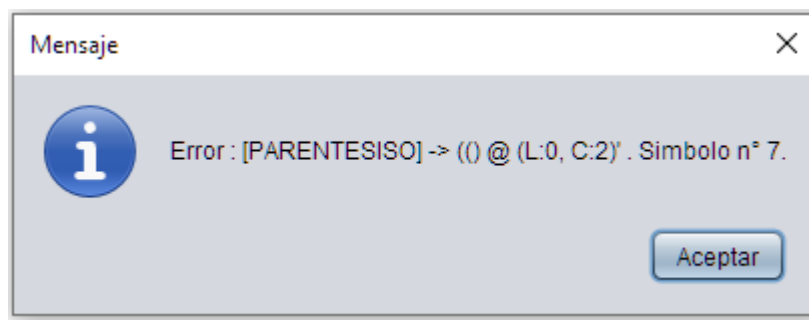 Mensaje
Error : [PARENTESISO] -> (() @ (L:0, C:2)' . Simbolo n° 7.
Aceptar